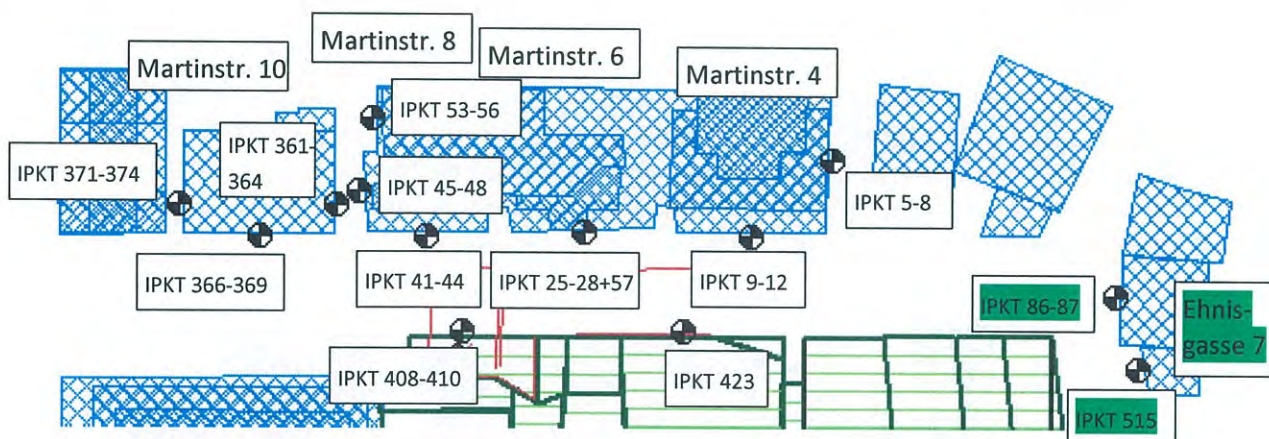 Martinstr. 8
Martinstr. 10
Martinstr. 6
Martinstr. 4
IPKT 53-56
IPKT 371-374
IPKT 361-
364
IPKT 45-48
IPKT 5-8
IPKT 366-369
IPKT 41-44
IPKT 25-28+57
IPKT 9-12
IPKT 86-87
Ehnis-
gasse 7
IPKT 408-410
IPKT 423
IPKT 515